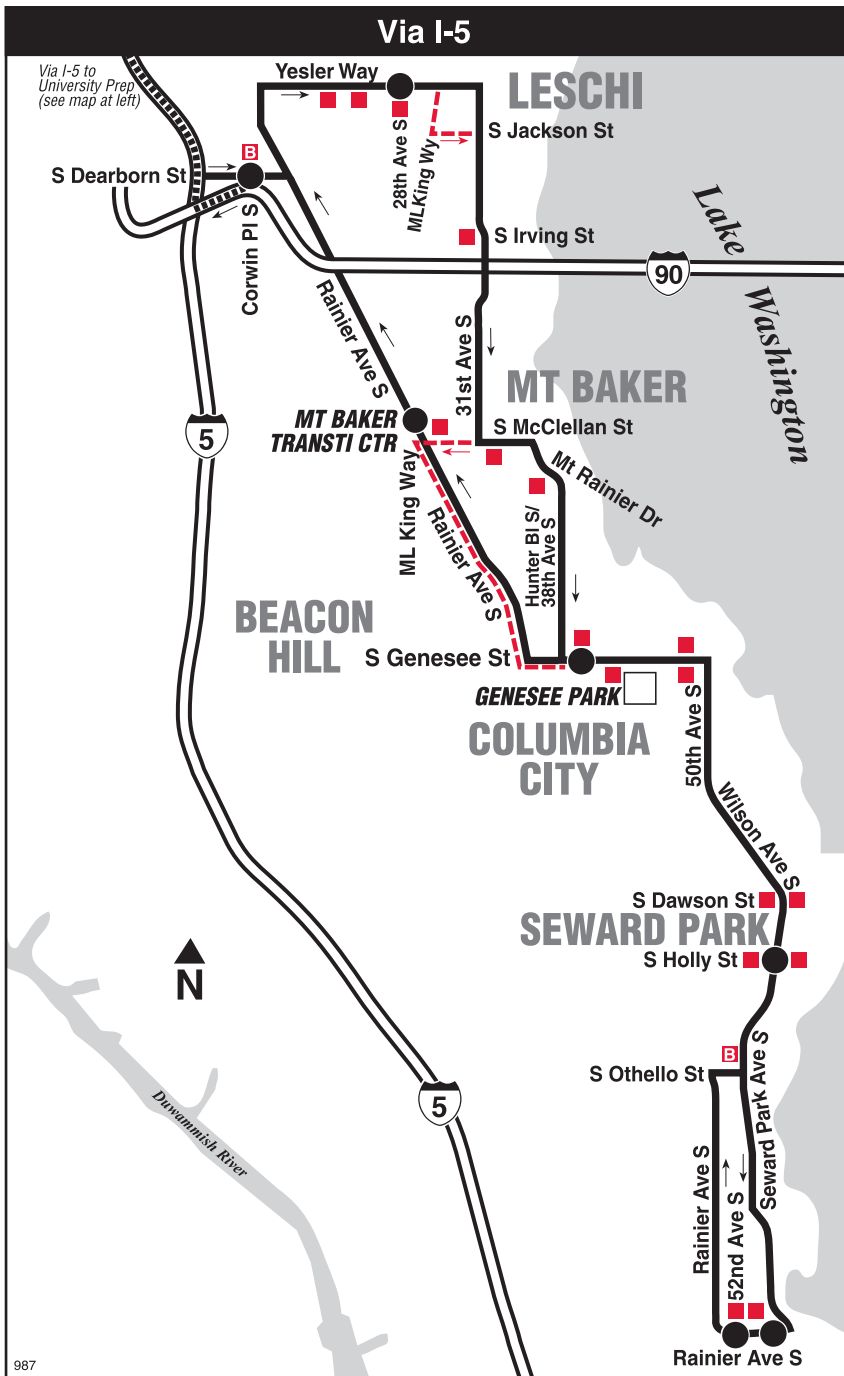 Via I-5
Via I-5 to
University Prep
(see map at left)
Yesler Way
LESCHI
S Jackson St
28th Ave S
MLKing Wy
B
S Dearborn St
Corwin Pl S
S Irving St
Lake
Washington
90
Rainier Ave S
31st Ave S
MT BAKER
5
MT BAKER
TRANSTI CTR
S McClellan St
Mt Rainier Dr
ML King Way
Rainier Ave S
Hunter Bl S/
38th Ave S
BEACON
HILL
S Genesee St
GENESEE PARK
COLUMBIA
CITY
50th Ave S
Wilson Ave S
S Dawson St
SEWARD PARK
S Holly St
N
B
S Othello St
Seward Park Ave S
5
Duwammish River
Rainier Ave S
52nd Ave S
Rainier Ave S
987